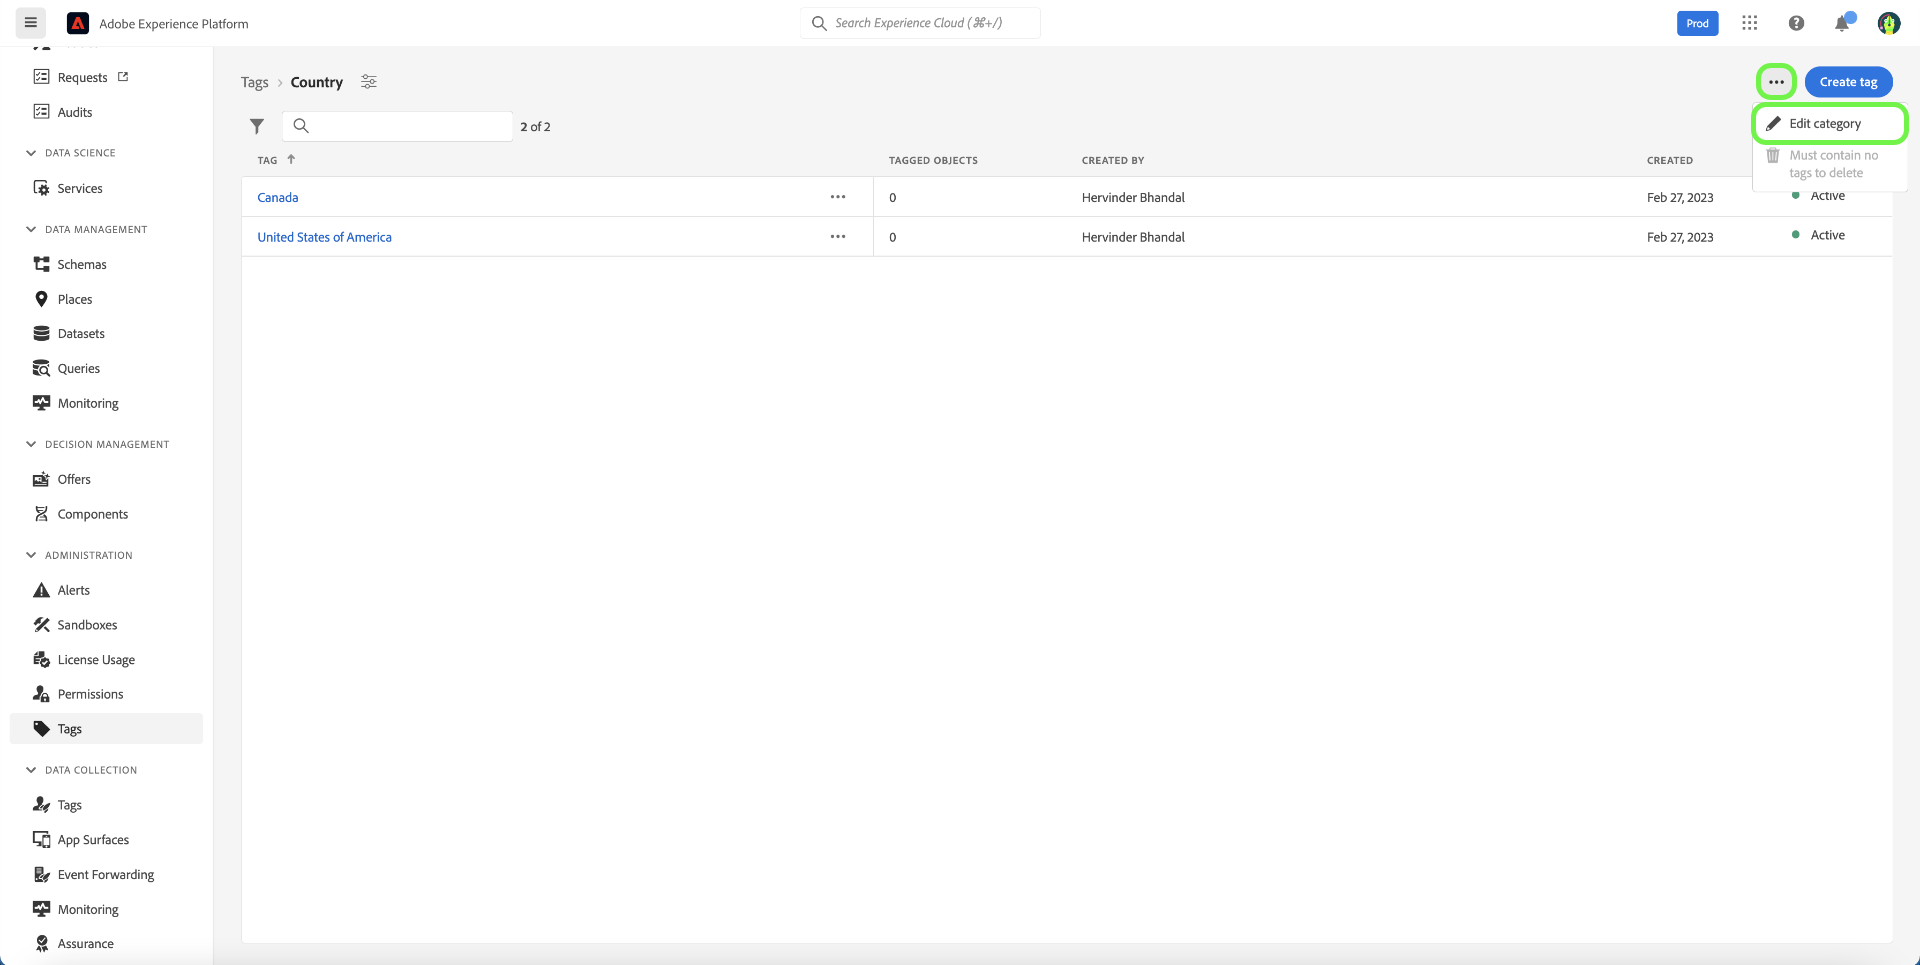 Adobe Experience Platform
Search Experience Cloud (⌘+/)
Prod
Requests
Audits
DATA SCIENCE
Services
DATA MANAGEMENT
Schemas
Places
Datasets
Queries
Monitoring
DECISION MANAGEMENT
Offers
Components
ADMINISTRATION
Alerts
Sandboxes
License Usage
Permissions
Tags
DATA COLLECTION
Tags
App Surfaces
Event Forwarding
Monitoring
Assurance
Tags > Country
Create tag
Edit category
Must contain no
tags to delete
2 of 2
TAG TAGGED OBJECTS CREATED BY CREATED
Canada 0 Hervinder Bhandal Feb 27, 2023 Active
United States of America 0 Hervinder Bhandal Feb 27, 2023 Active